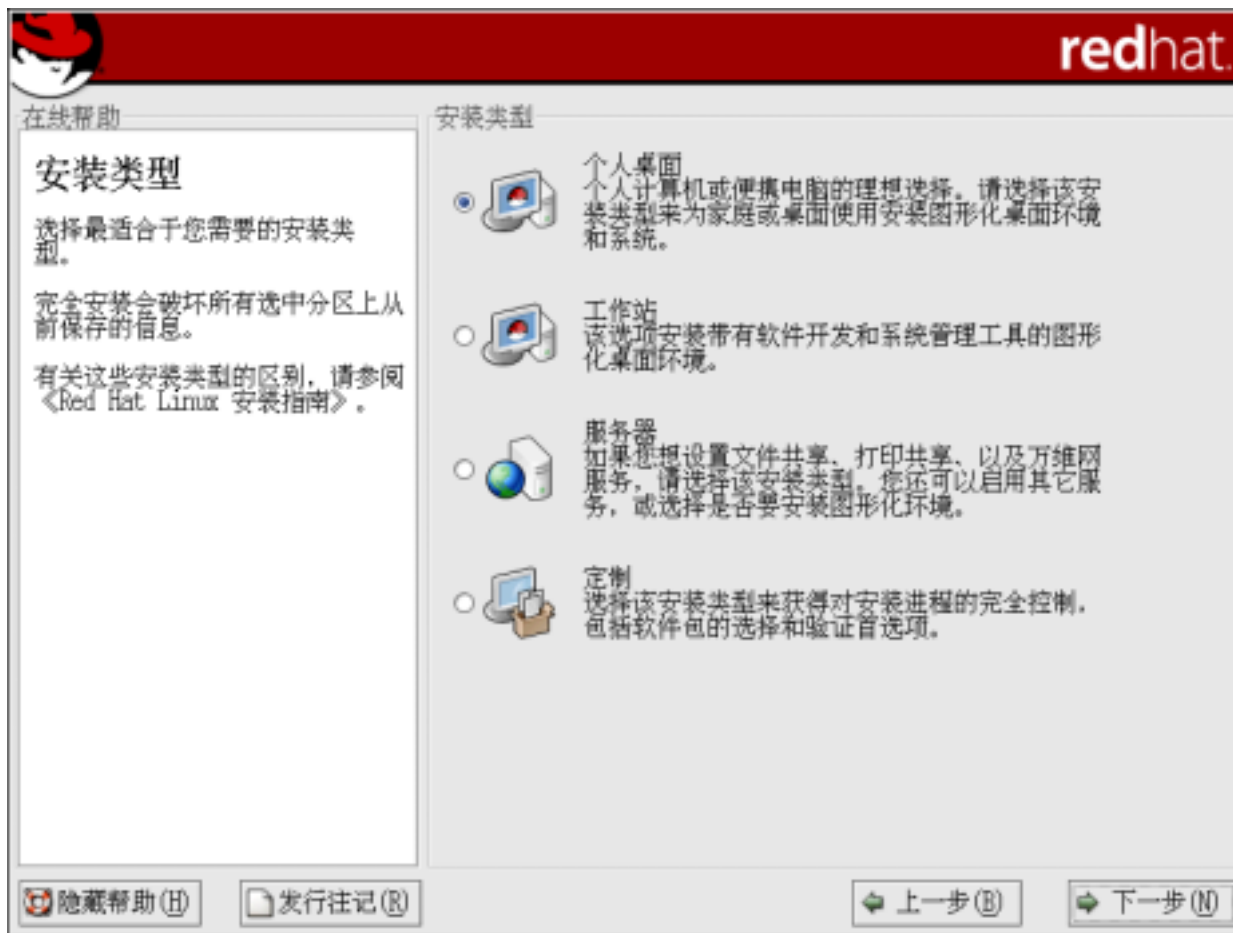 redhat.
在线帮助
安装类型
选择最适合于您需要的安装类
型。
完全安装会破坏所有选中分区上从
前保存的信息。
有关这些安装类型的区别，请参阅
《Red Hat Linux 安装指南》。
安装类型
个人桌面
个人计算机或便携电脑的理想选择。请选择该安
装类型来为家庭或桌面使用安装图形化桌面环境
和系统。
工作站
该选项安装带有软件开发和系统管理工具的图形
化桌面环境。
服务器
如果您想设置文件共享、打印共享、以及万维网
服务，请选择该安装类型。您还可以启用其它服
务，或选择是否要安装图形化环境。
定制
选择该安装类型来获得对安装进程的完全控制，
包括软件包的选择和验证首选项。
隐藏帮助(H)
发行注记(R)
上一步(B)
下一步(N)